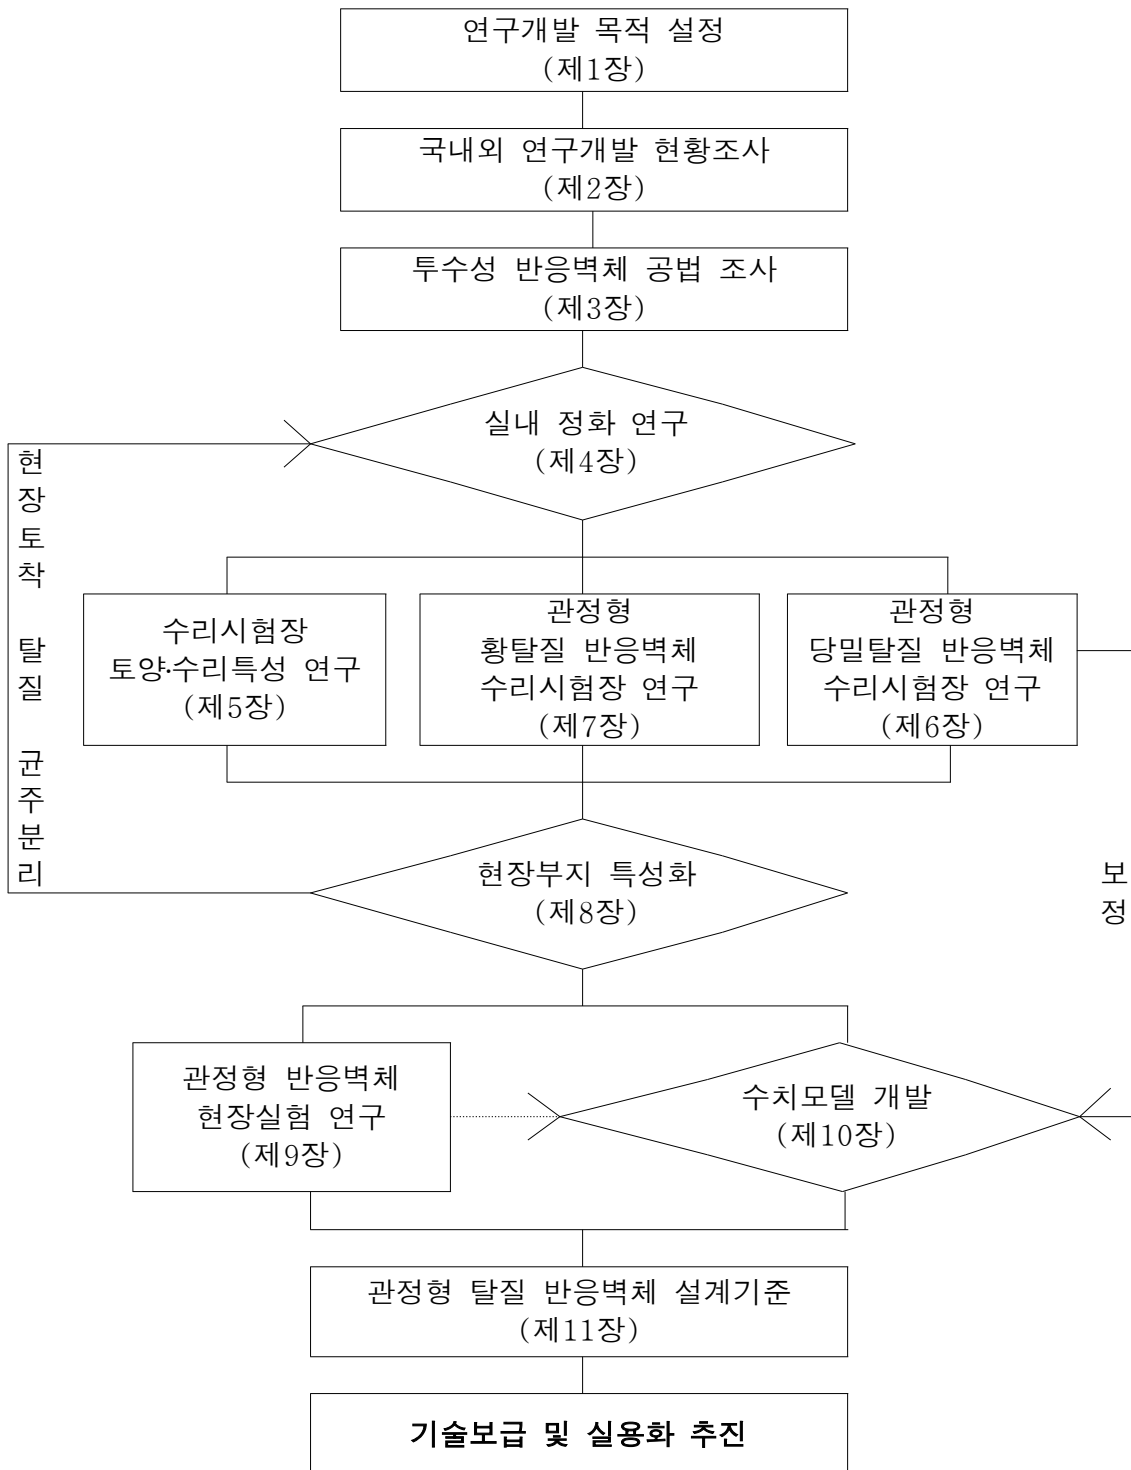 연구개발 목적 설정
(제1장)
국내외 연구개발 현황조사
(제2장)
투수성 반응벽체 공법 조사
(제3장)
실내 정화 연구
(제4장)
현장토착 탈질 균주분리
수리시험장
토양·수리특성 연구
(제5장)
관정형
황탈질 반응벽체
수리시험장 연구
(제7장)
관정형
당밀탈질 반응벽체
수리시험장 연구
(제6장)
현장부지 특성화
(제8장)
보정
관정형 반응벽체
현장실험 연구
(제9장)
수치모델 개발
(제10장)
관정형 탈질 반응벽체 설계기준
(제11장)
기술보급 및 실용화 추진